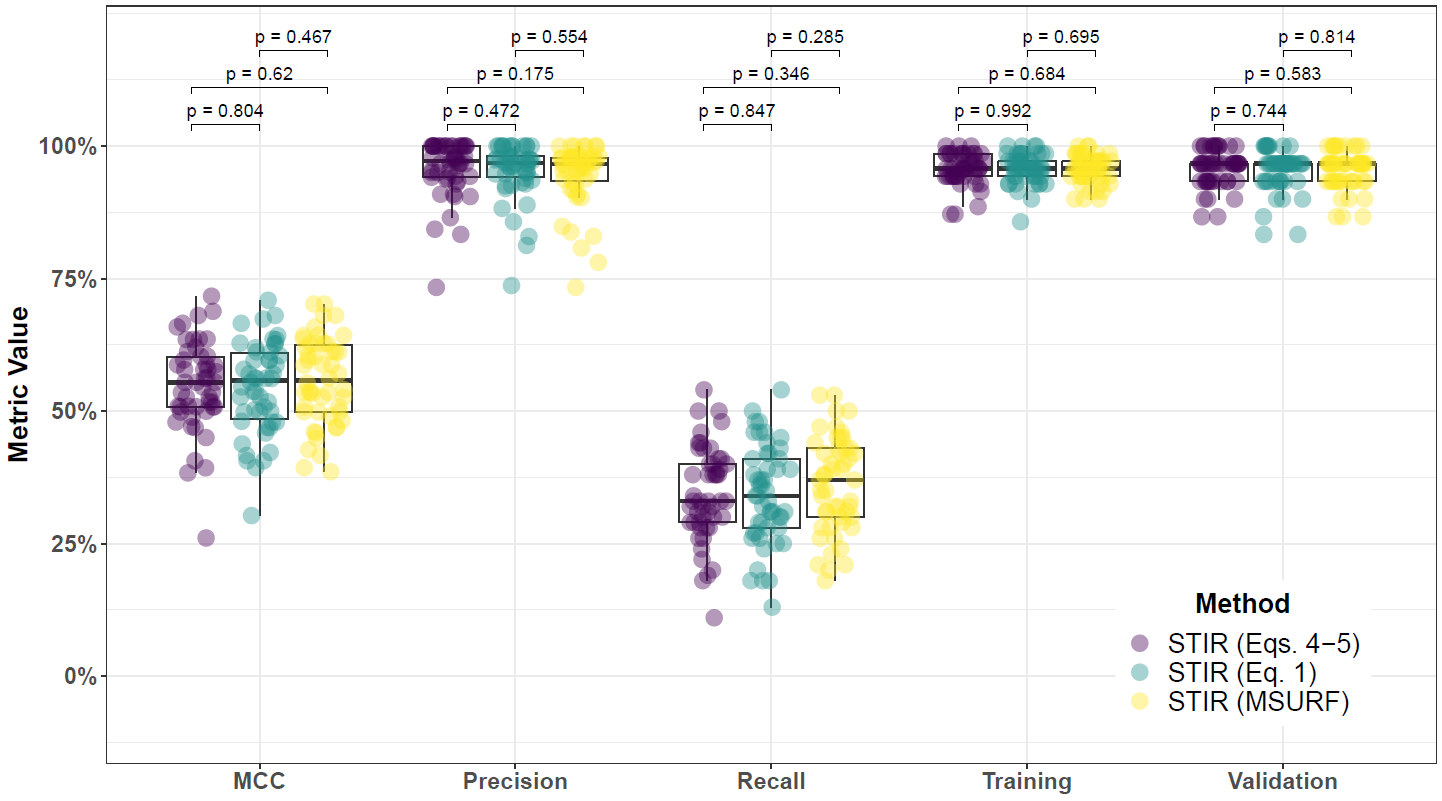 p = 0.467
p = 0.554
p = 0.285
p = 0.695
p = 0.814
p = 0.62
p = 0.175
p = 0.346
p = 0.684
p = 0.583
p = 0.804
p = 0.472
p = 0.847
p = 0.992
p = 0.744
Metric Value
100%
75%
50%
25%
0%
Method
STIR (Eqs. 4−5)
STIR (Eq. 1)
STIR (MSURF)
MCC
Precision
Recall
Training
Validation